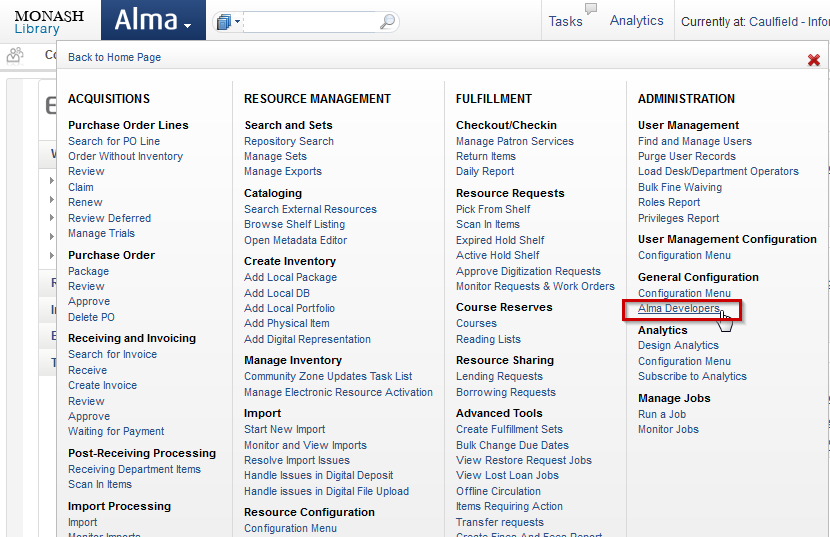 MONASH
Library
Alma
Tasks
Analytics
Currently at: Caulfield - Infor
Back to Home Page
ACQUISITIONS
Purchase Order Lines
Search for PO Line
Order Without Inventory
Review
Claim
Renew
Review Deferred
Manage Trials
Purchase Order
Package
Review
Approve
Delete PO
Receiving and Invoicing
Search for Invoice
Receive
Create Invoice
Review
Approve
Waiting for Payment
Post-Receiving Processing
Receiving Department Items
Scan In Items
Import Processing
Import
Monitor Imports
RESOURCE MANAGEMENT
Search and Sets
Repository Search
Manage Sets
Manage Exports
Cataloging
Search External Resources
Browse Shelf Listing
Open Metadata Editor
Create Inventory
Add Local Package
Add Local DB
Add Local Portfolio
Add Physical Item
Add Digital Representation
Manage Inventory
Community Zone Updates Task List
Manage Electronic Resource Activation
Import
Start New Import
Monitor and View Imports
Resolve Import Issues
Handle Issues in Digital Deposit
Handle issues in Digital File Upload
Resource Configuration
Configuration Menu
FULFILLMENT
Checkout/Checkin
Manage Patron Services
Return Items
Daily Report
Resource Requests
Pick From Shelf
Scan In Items
Expired Hold Shelf
Active Hold Shelf
Approve Digitization Requests
Monitor Requests & Work Orders
Course Reserves
Courses
Reading Lists
Resource Sharing
Lending Requests
Borrowing Requests
Advanced Tools
Create Fulfillment Sets
Bulk Change Due Dates
View Restore Request Jobs
View Lost Loan Jobs
Offline Circulation
Items Requiring Action
Transfer requests
Create Fines And Fees Report
ADMINISTRATION
User Management
Find and Manage Users
Purge User Records
Load Desk/Department Operators
Bulk Fine Waiving
Roles Report
Privileges Report
User Management Configuration
Configuration Menu
General Configuration
Configuration Menu
Alma Developers
Analytics
Design Analytics
Configuration Menu
Subscribe to Analytics
Manage Jobs
Run a Job
Monitor Jobs